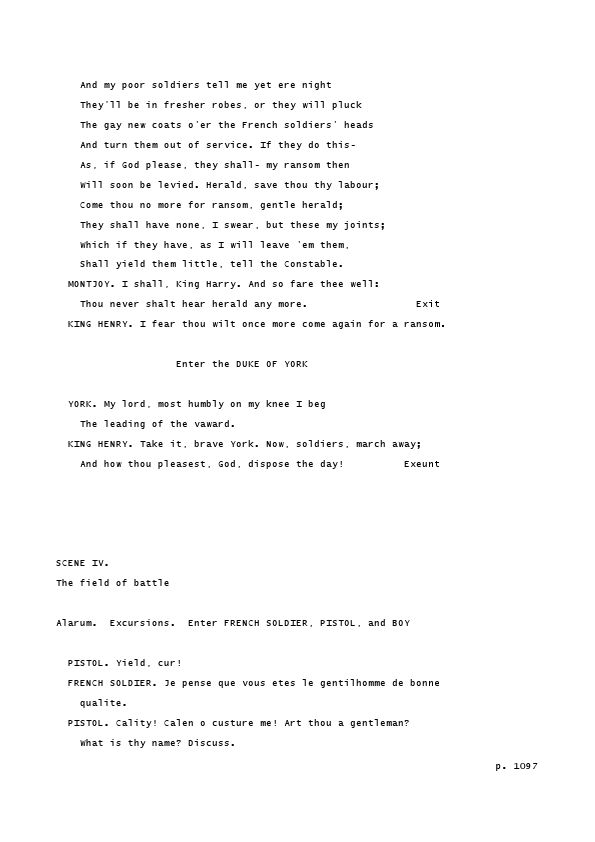 And my poor soldiers tell me yet ere night
They'll be in fresher robes, or they will pluck
The gay new coats o'er the French soldiers' heads
And turn them out of service. If they do this-
As, if God please, they shall- my ransom then
Will soon be levied. Herald, save thou thy labour;
Come thou no more for ransom, gentle herald;
They shall have none, I swear, but these my joints;
Which if they have, as I will leave 'em them,
Shall yield them little, tell the Constable.
MONTJOY. I shall, King Harry. And so fare thee well:
Thou never shalt hear herald any more. Exit
KING HENRY. I fear thou wilt once more come again for a ransom.
Enter the DUKE OF YORK
YORK. My lord, most humbly on my knee I beg
The leading of the vaward.
KING HENRY. Take it, brave York. Now, soldiers, march away;
And how thou pleasest, God, dispose the day! Exeunt
SCENE IV.
The field of battle
Alarum. Excursions. Enter FRENCH SOLDIER, PISTOL, and BOY
PISTOL. Yield, cur!
FRENCH SOLDIER. Je pense que vous etes le gentilhomme de bonne
qualite.
PISTOL. Cality! Calen o custure me! Art thou a gentleman?
What is thy name? Discuss.
p. 1097